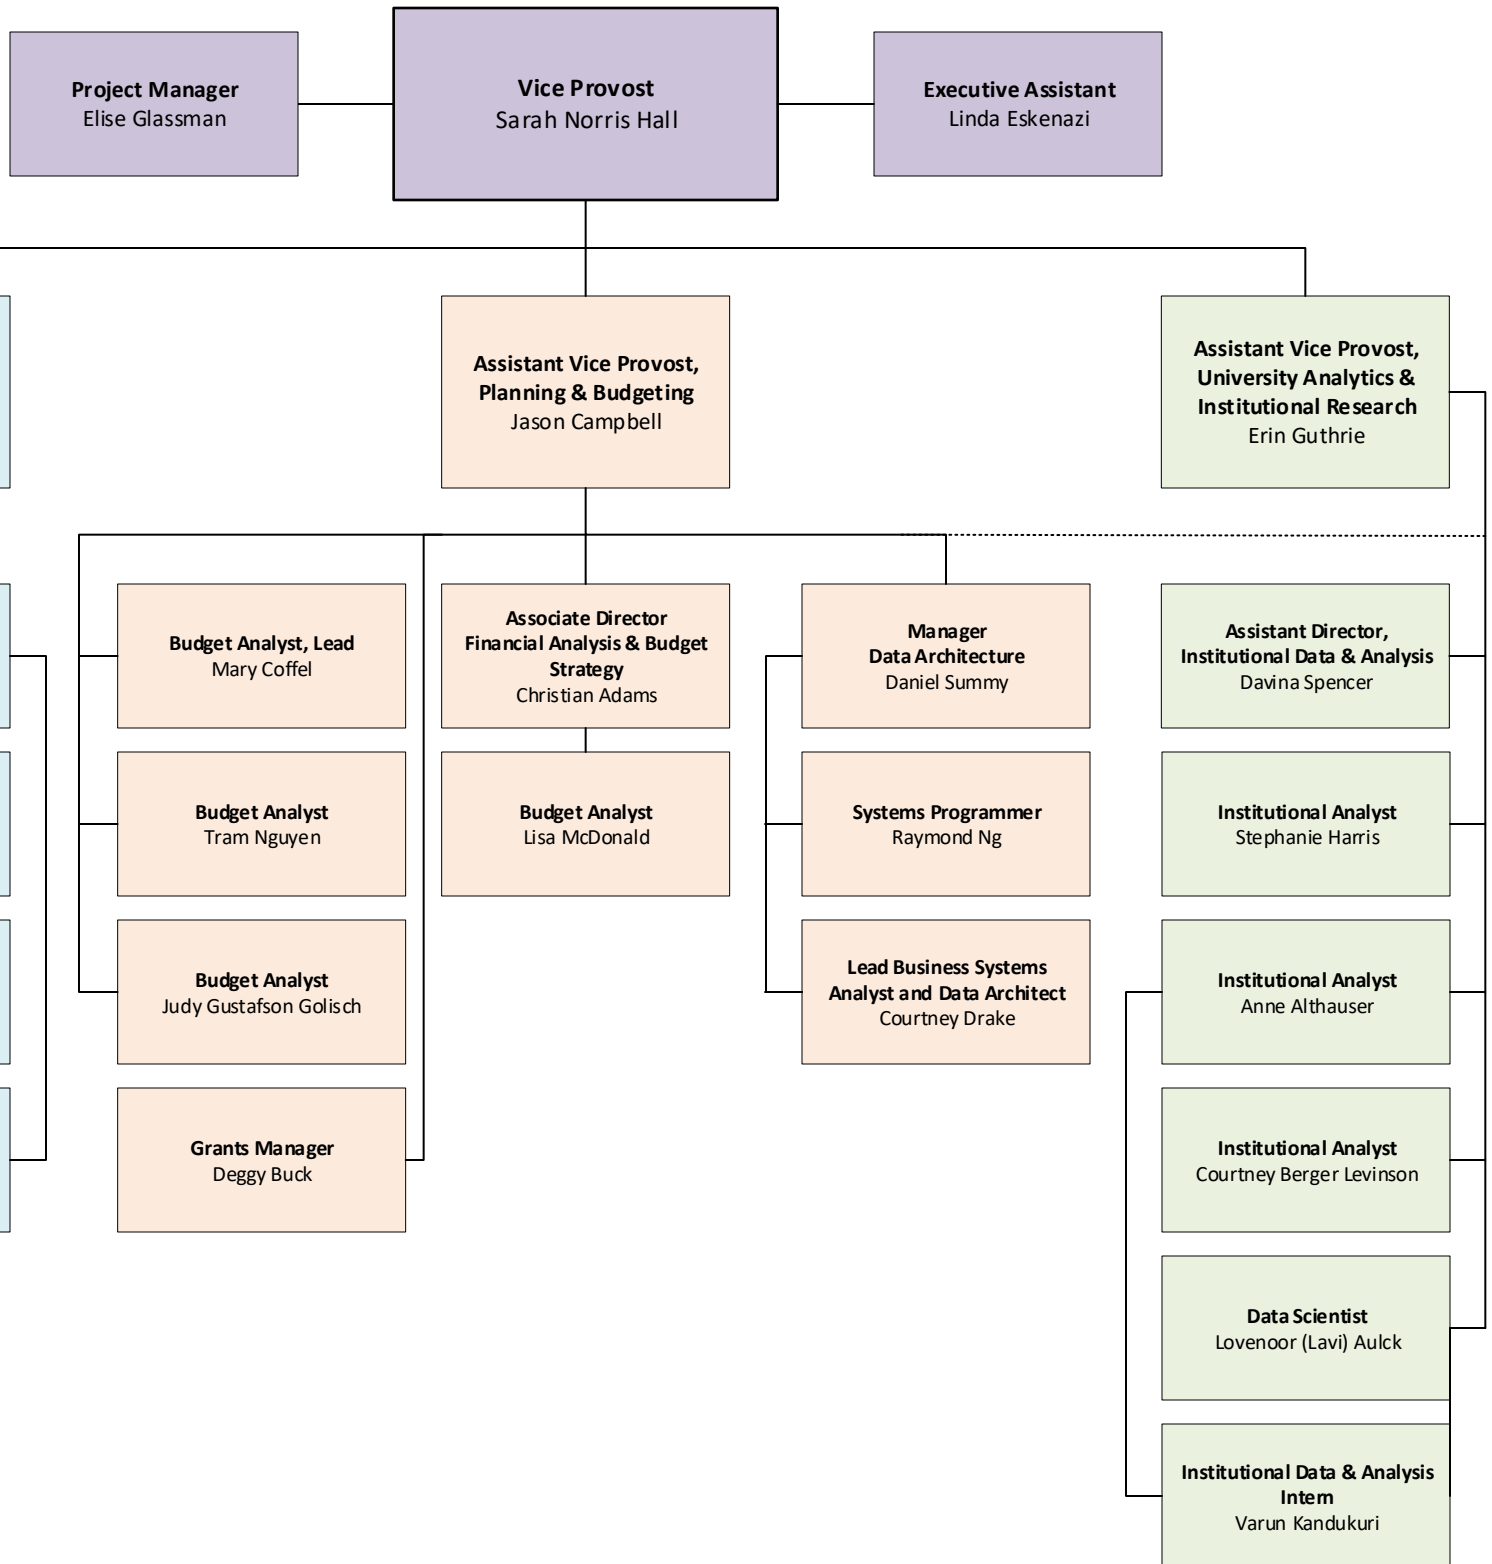 Project Manager
Elise Glassman
Vice Provost
Sarah Norris Hall
Executive Assistant
Linda Eskenazi
Assistant Vice Provost,
Planning & Budgeting
Jason Campbell
Assistant Vice Provost,
University Analytics &
Institutional Research
Erin Guthrie
Budget Analyst, Lead
Mary Coffel
Associate Director
Financial Analysis & Budget
Strategy
Christian Adams
Manager
Data Architecture
Daniel Summy
Assistant Director,
Institutional Data & Analysis
Davina Spencer
Budget Analyst
Tram Nguyen
Budget Analyst
Lisa McDonald
Systems Programmer
Raymond Ng
Institutional Analyst
Stephanie Harris
Budget Analyst
Judy Gustafson Golisch
Lead Business Systems
Analyst and Data Architect
Courtney Drake
Institutional Analyst
Anne Althauser
Grants Manager
Deggy Buck
Institutional Analyst
Courtney Berger Levinson
Data Scientist
Lovenoor (Lavi) Aulck
Institutional Data & Analysis
Intern
Varun Kandukuri